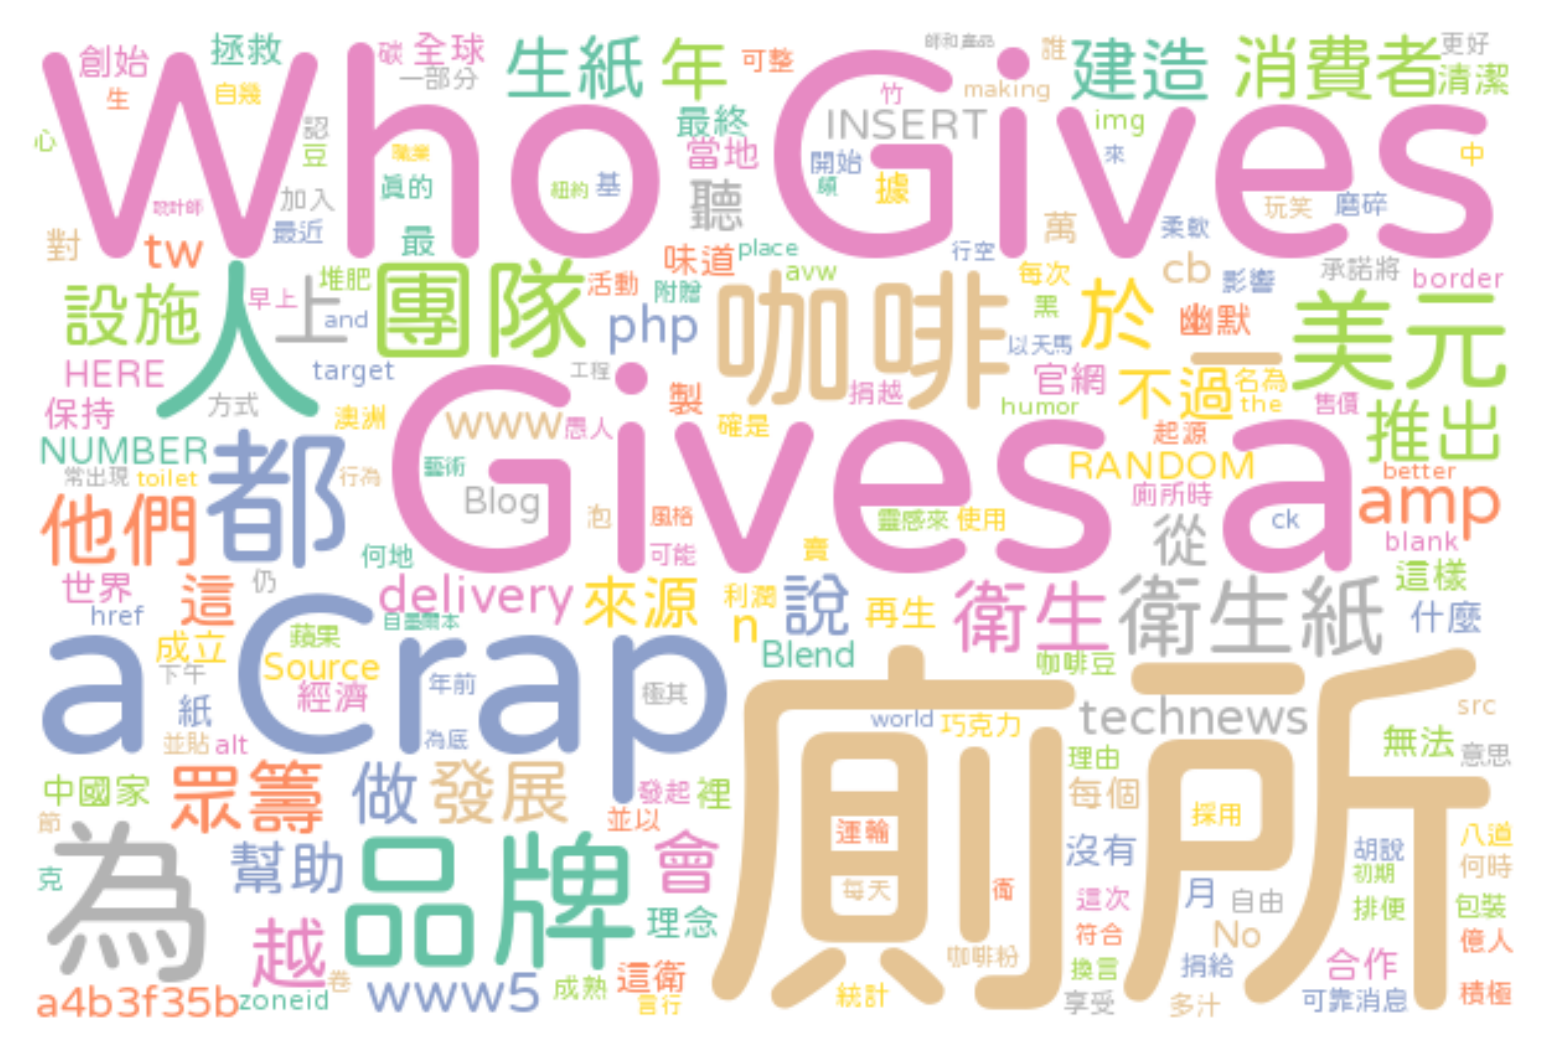 創始 拯救 碳 全球 生紙 年 可整 師和產品 誰 建造 消費者 更好
生 自幾 一部分 竹 making 清潔
Who Gives
心 認 豆 職業 最終 當地 INSERT img 來 中
真的 紐約 基 開始 據
設計師 加入 最近 最 聽 萬 柔軟 玩笑 磨碎
對 tw 味道 place 行空 每次 cb 影響 承諾將 border
設施 人 早上 上 堆肥 and 團隊 活動 附贈 php avw 咖啡 黑 於 幽默 美元
HERE target 工程 以天馬 官網 不過 一 名為
保持 方式 澳洲 www 愚人 製 確是 捐越 humor the 售價 推出
Gives a
NUMBER 都 藝術 起源 RANDOM better
常出現 toilet 行為 Blog 泡 風格 廁所時 amp
他們 何地 可能 賣 靈感來 使用 從 ck blank
世界 這 仍 delivery 來源 利潤 說 再生 衛生 衛生紙 這樣
href 自墨爾本 n 什麼
成立 蘋果 Blend 咖啡豆
a Crap
下午 Source 經濟 年前 極其 廁所 world 巧克力 technews src
紙 並貼 alt 為底 理由 無法 意思
中國家 眾籌 做 發展 發起 裡 每個 採用
節 並以 運輸 八道
為 克 幫助 品牌 會 沒有 胡說 何時
每天 衛 初期
越 理念 這次 月 自由 排便 包裝
符合 No 億人
卷 www5 成熟 這衛 咖啡粉 換言 捐給 合作
a4b3f35b zoneid 言行 統計 享受 多汁 可靠消息 積極